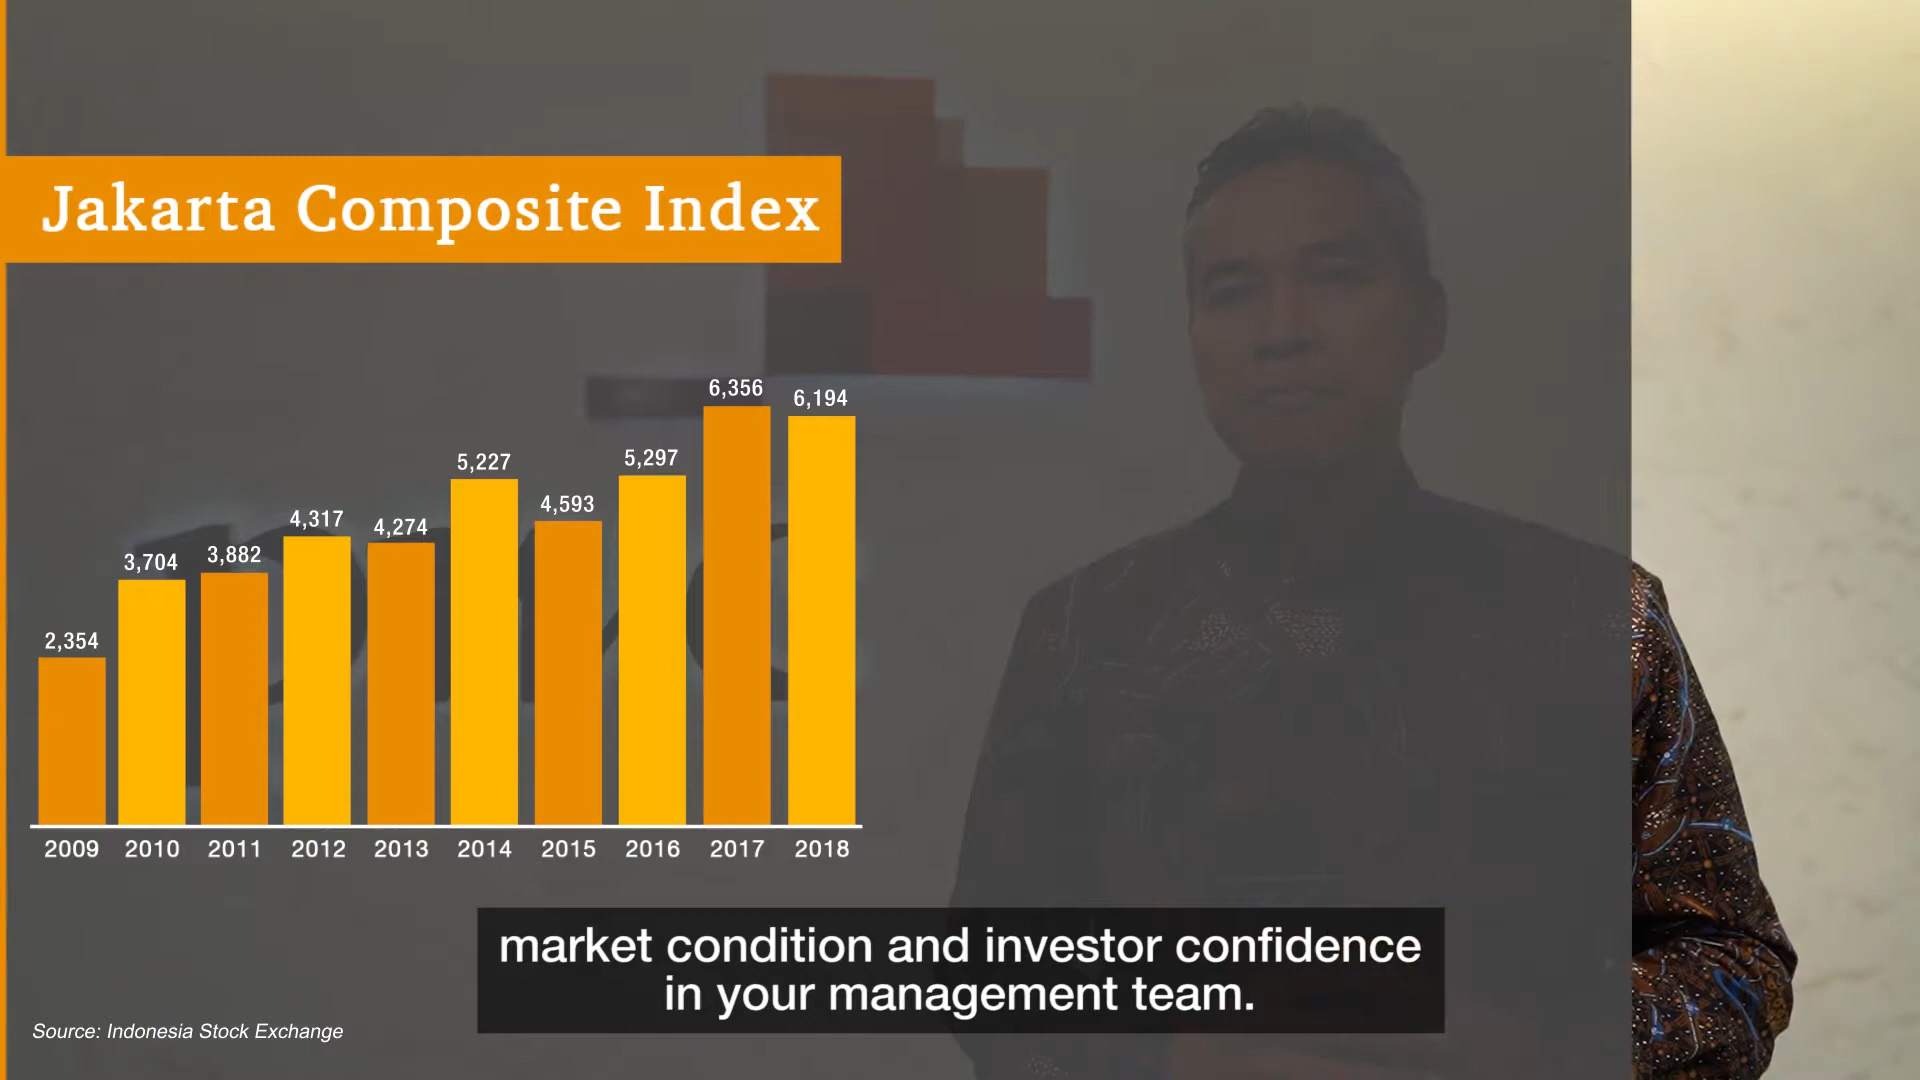 Jakarta Composite Index
6,356
6,194
5,227
5,297
4,593
4,317
4,274
3,882
3,704
2,354
2009 2010 2011 2012 2013 2014 2015 2016 2017 2018
market condition and investor confidence
in your management team.
Source: Indonesia Stock Exchange